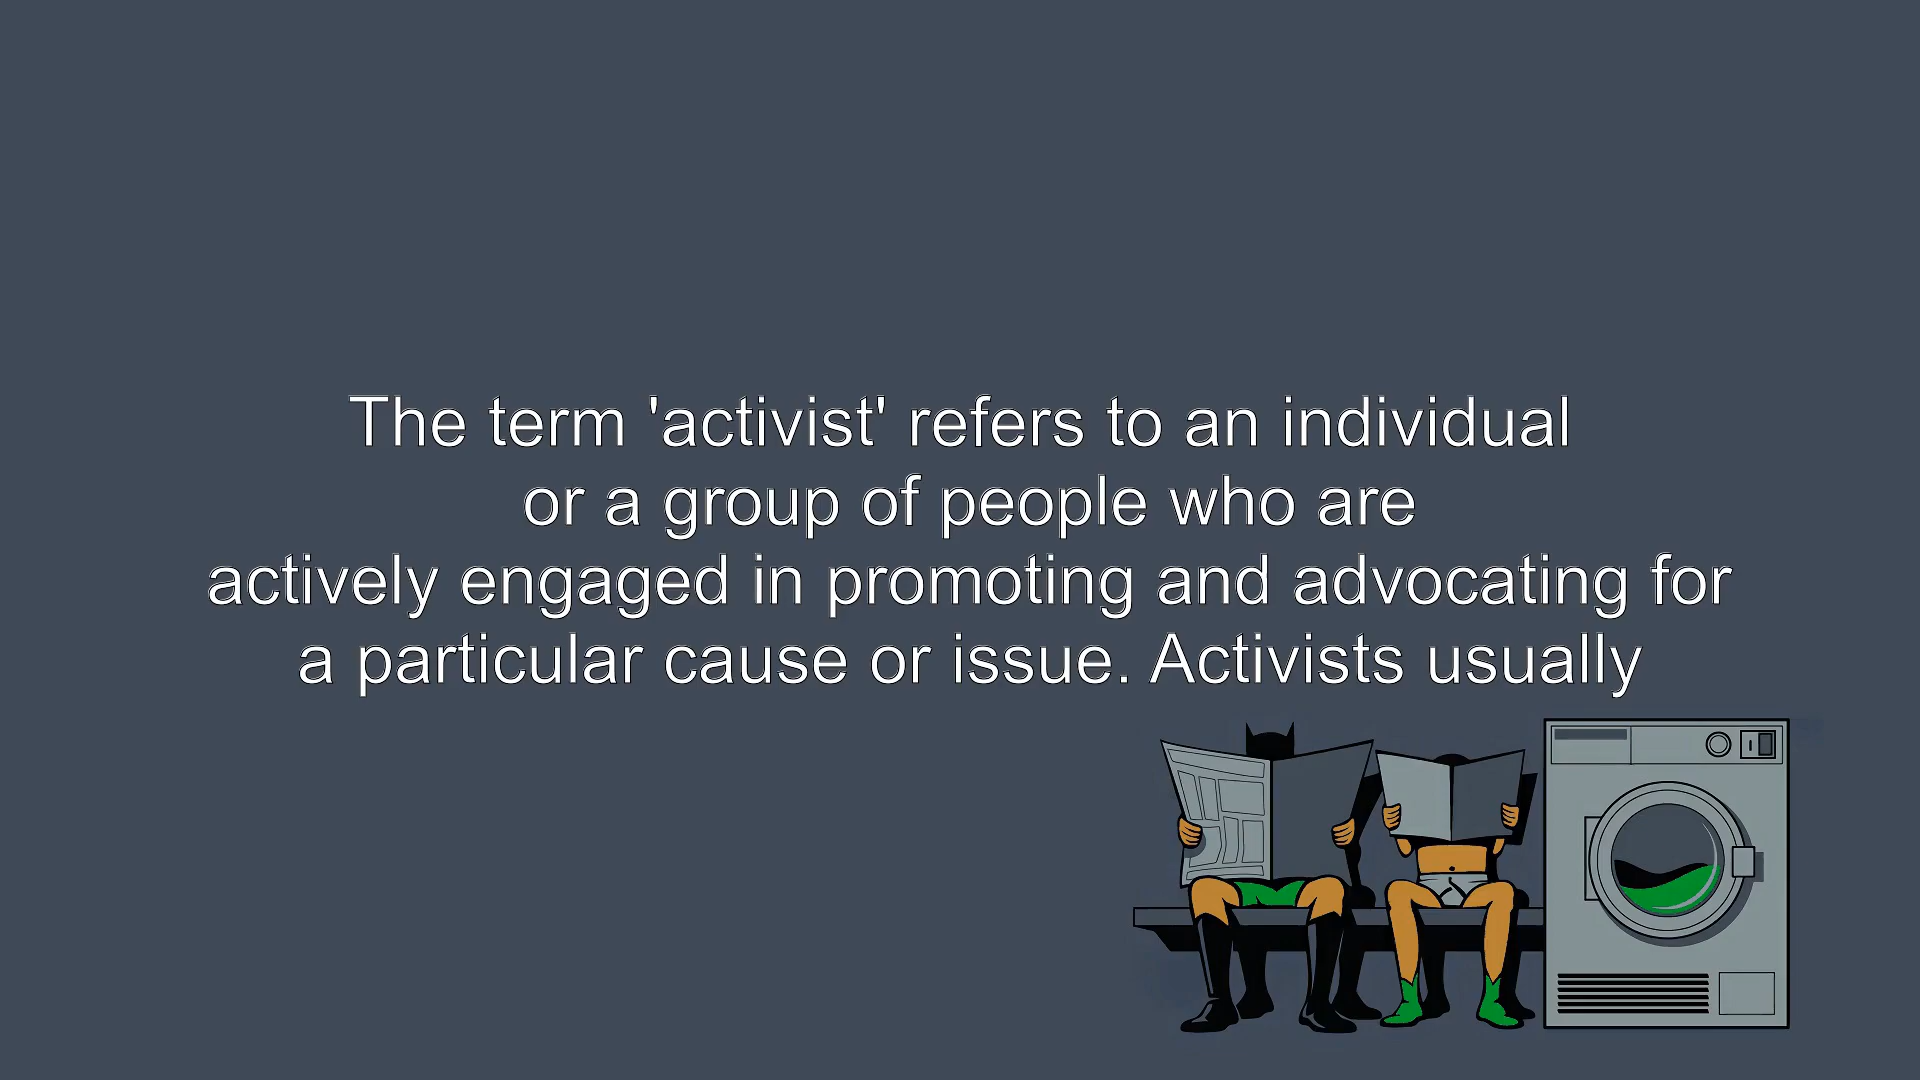 The term 'activist' refers to an individual
or a group of people who are
actively engaged in promoting and advocating for
a particular cause or issue. Activists usually